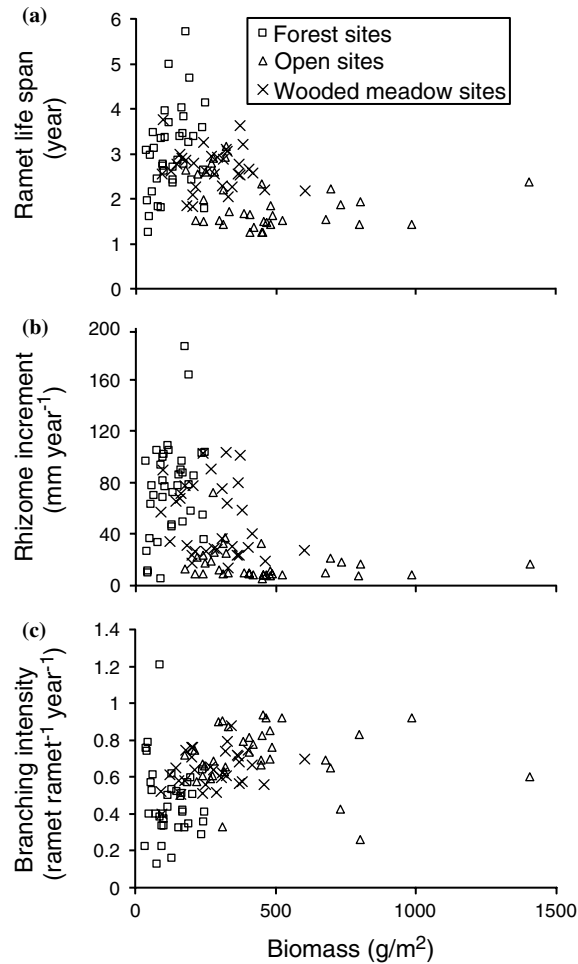 (a)
Ramet life span
(year)
6
5
4
3
2
1
0
Forest sites
Open sites
Wooded meadow sites
(b)
Rhizome increment
(mm year⁻¹)
200
160
120
80
40
0
(c)
Branching intensity
(ramet ramet⁻¹ year⁻¹)
1.4
1.2
1
0.8
0.6
0.4
0.2
0
0 500 1000 1500
Biomass (g/m²)